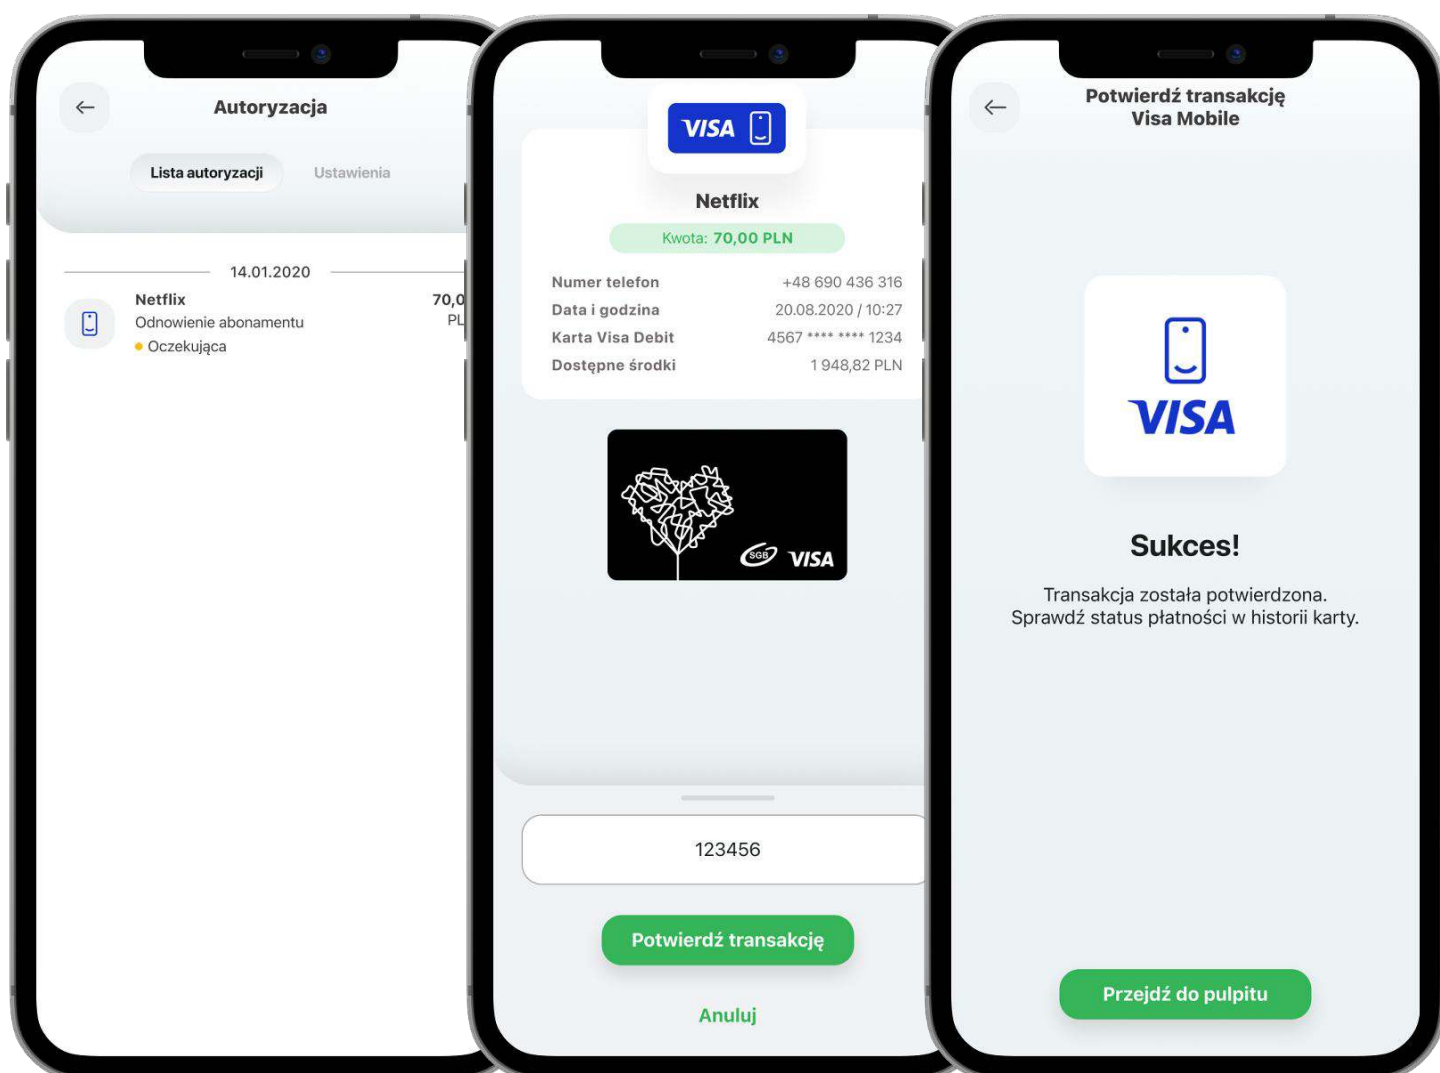 Autoryzacja
Lista autoryzacji
Ustawienia
14.01.2020
Netflix
70,0
Odnowienie abonamentu
PL
Oczekująca
VISA
Netflix
Kwota: 70,00 PLN
Numer telefon +48 690 436 316
Data i godzina 20.08.2020 / 10:27
Karta Visa Debit 4567 **** **** 1234
Dostępne środki 1 948,82 PLN
SGB VISA
123456
Potwierdź transakcję
Anuluj
Potwierdź transakcję
Visa Mobile
VISA
Sukces!
Transakcja została potwierdzona.
Sprawdź status płatności w historii karty.
Przejdź do pulpitu